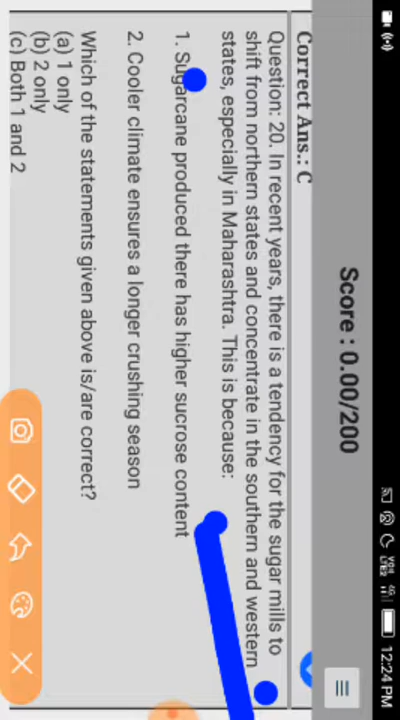 12:24 PM
Score : 0.00/200
Correct Ans.: C
Question: 20. In recent years, there is a tendency for the sugar mills to
shift from northern states and concentrate in the southern and western
states, especially in Maharashtra. This is because:
1. Sugarcane produced there has higher sucrose content
2. Cooler climate ensures a longer crushing season
Which of the statements given above is/are correct?
(a) 1 only
(b) 2 only
(c) Both 1 and 2